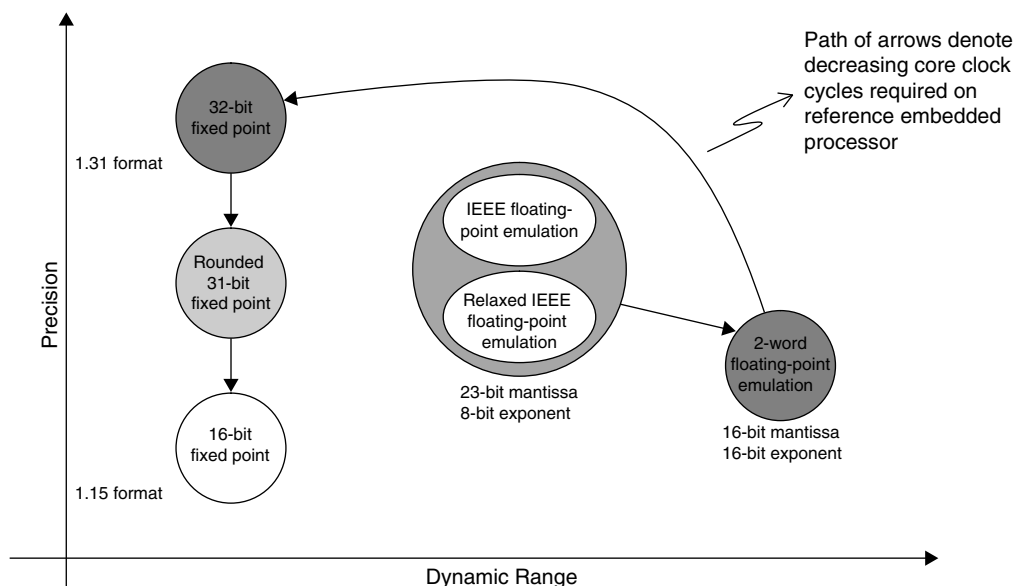 Path of arrows denote
decreasing core clock
cycles required on
reference embedded
processor
32-bit
fixed point
1.31 format
IEEE floating-
point emulation
Rounded
31-bit
fixed point
Relaxed IEEE
floating-point
emulation
Precision
2-word
floating-point
emulation
23-bit mantissa
8-bit exponent
16-bit
fixed point
16-bit mantissa
16-bit exponent
1.15 format
Dynamic Range